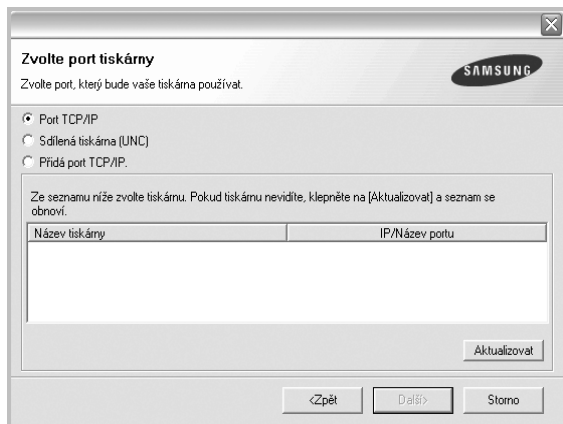 Zvolte port tiskárny
Zvolte port, který bude vaše tiskárna používat.
SAMSUNG
Port TCP/IP
Sdílená tiskárna (UNC)
Přidá port TCP/IP.
Ze seznamu níže zvolte tiskárnu. Pokud tiskárnu nevidíte, klepněte na [Aktualizovat] a seznam se
obnoví.
Název tiskárny IP/Název portu
Aktualizovat
<Zpět Další> Storno